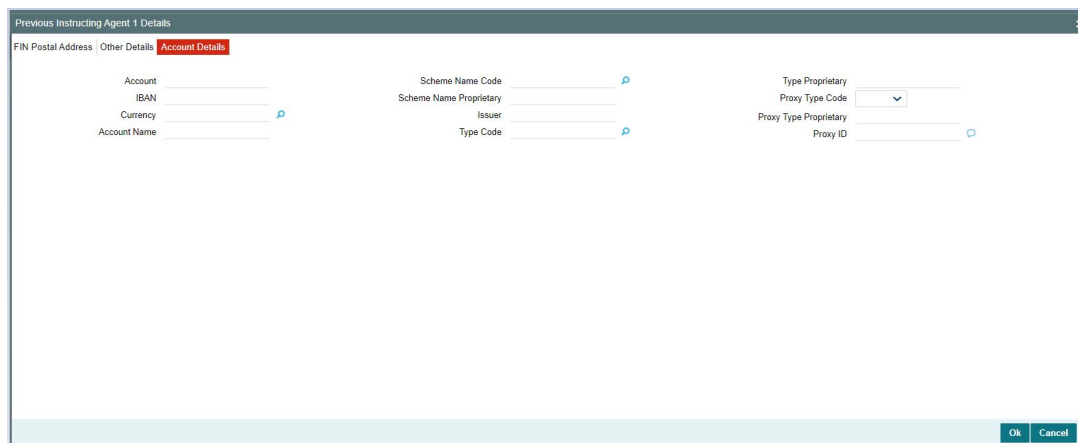 Previous Instructing Agent 1 Details
FIN Postal Address Other Details Account Details
Account
IBAN
Currency
Account Name
Scheme Name Code
Scheme Name Proprietary
Issuer
Type Code
Type Proprietary
Proxy Type Code
Proxy Type Proprietary
Proxy ID
Ok Cancel